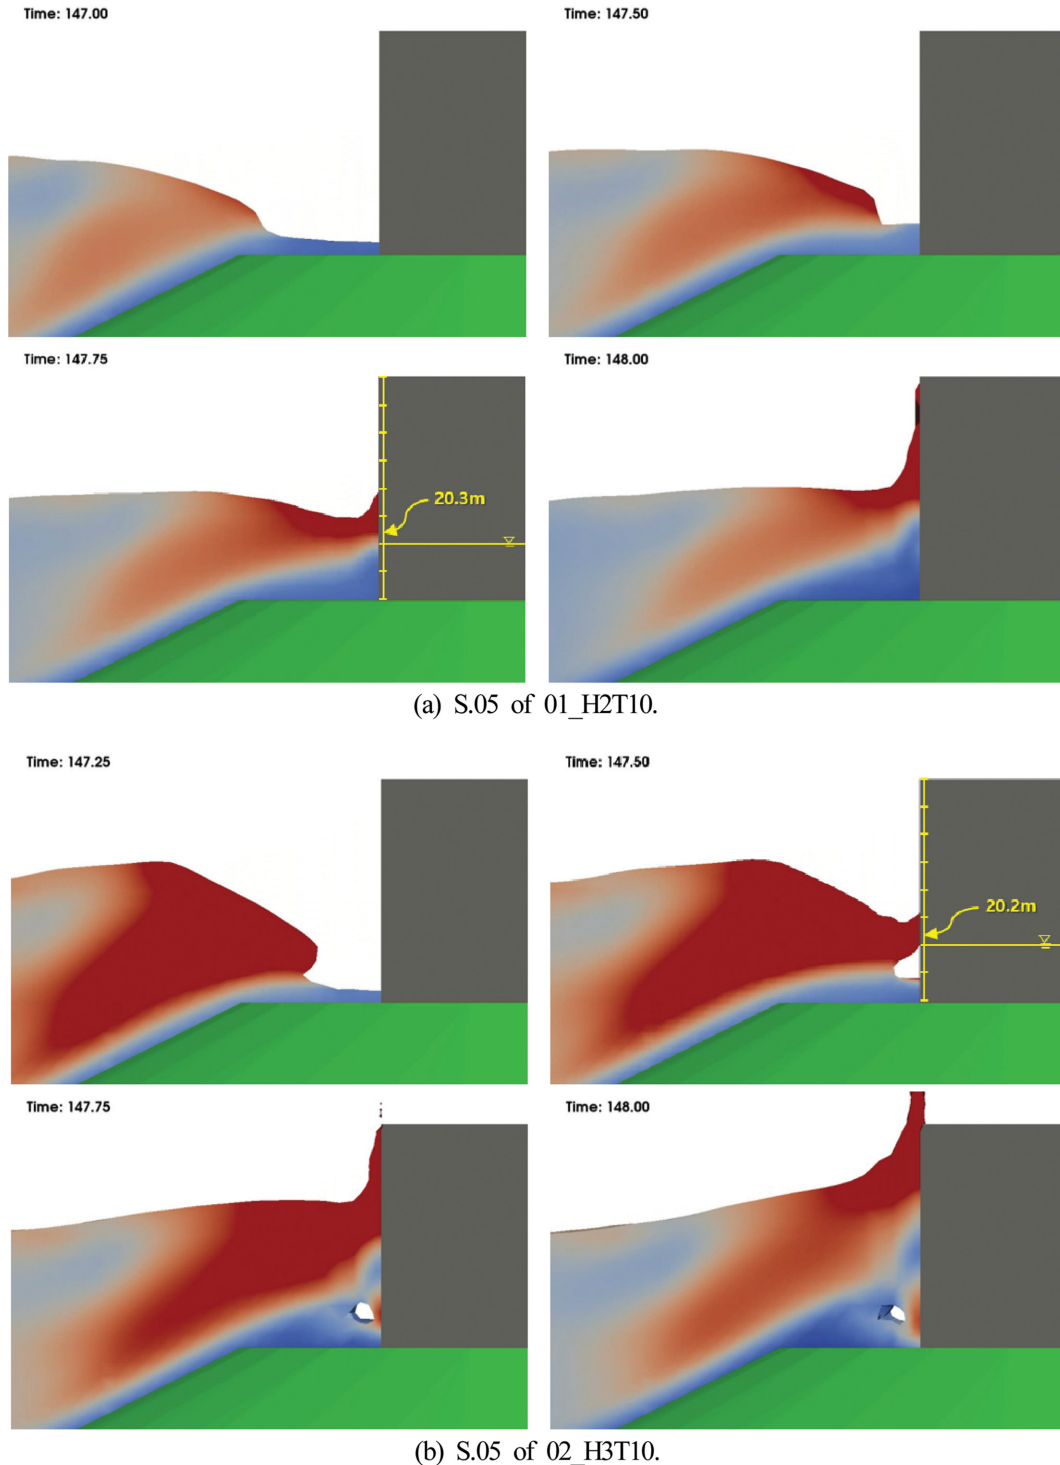 Time: 147.00
Time: 147.50
Time: 147.75
Time: 148.00
20.3m
(a) S.05 of 01_H2T10.
Time: 147.25
Time: 147.50
20.2m
Time: 147.75
Time: 148.00
(b) S.05 of 02_H3T10.